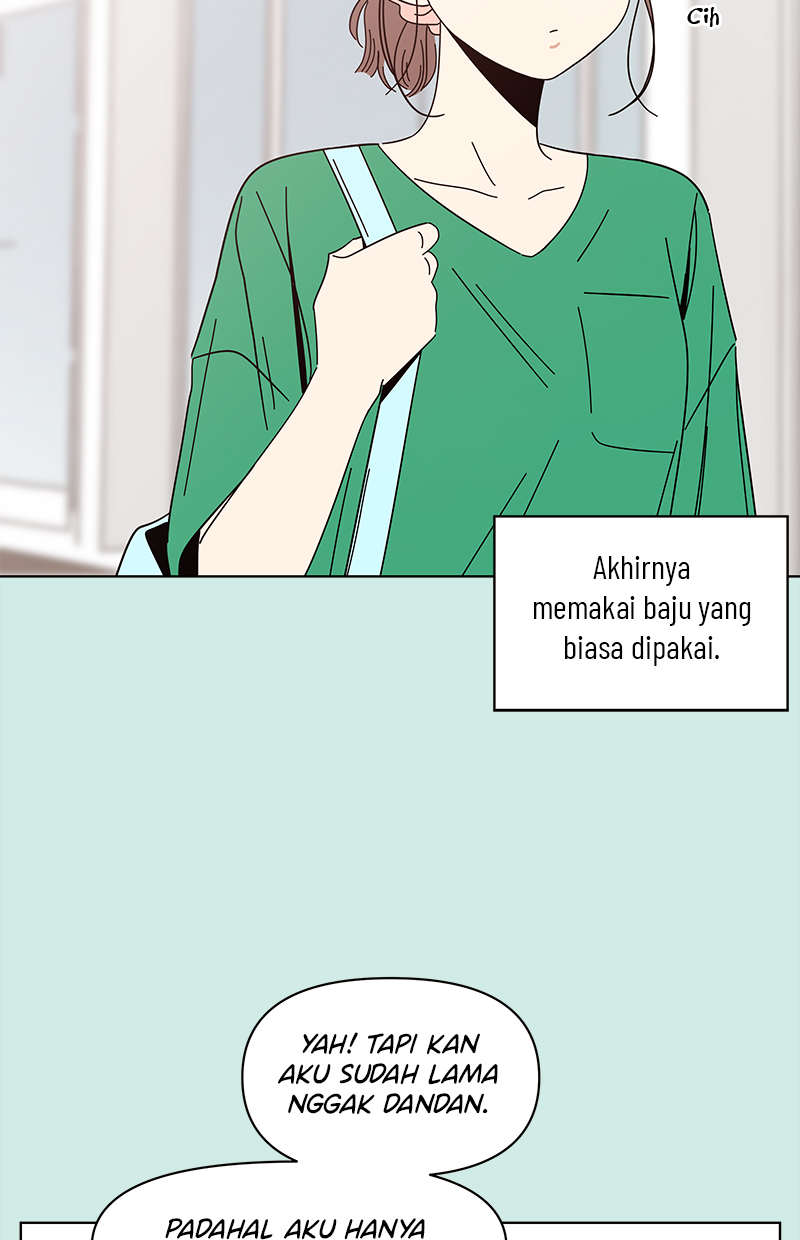 Cih
Akhirnya
memakai baju yang
biasa dipakai.
YAH! TAPI KAN
AKU SUDAH LAMA
NGGAK DANDAN.
PADAHAL AKU HANYA